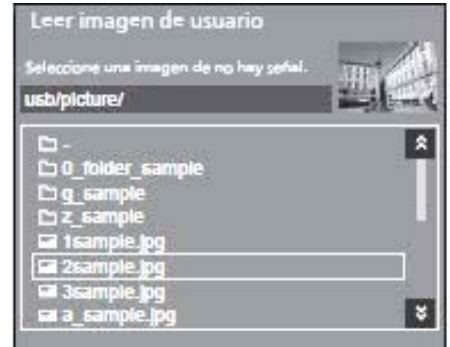 Leer imagen de usuario
Seleccione una imagen de no hay señal.
usb/picture/
-
0_folder_sample
g_sample
z_sample
1sample.jpg
2sample.jpg
3sample.jpg
a_sample.jpg